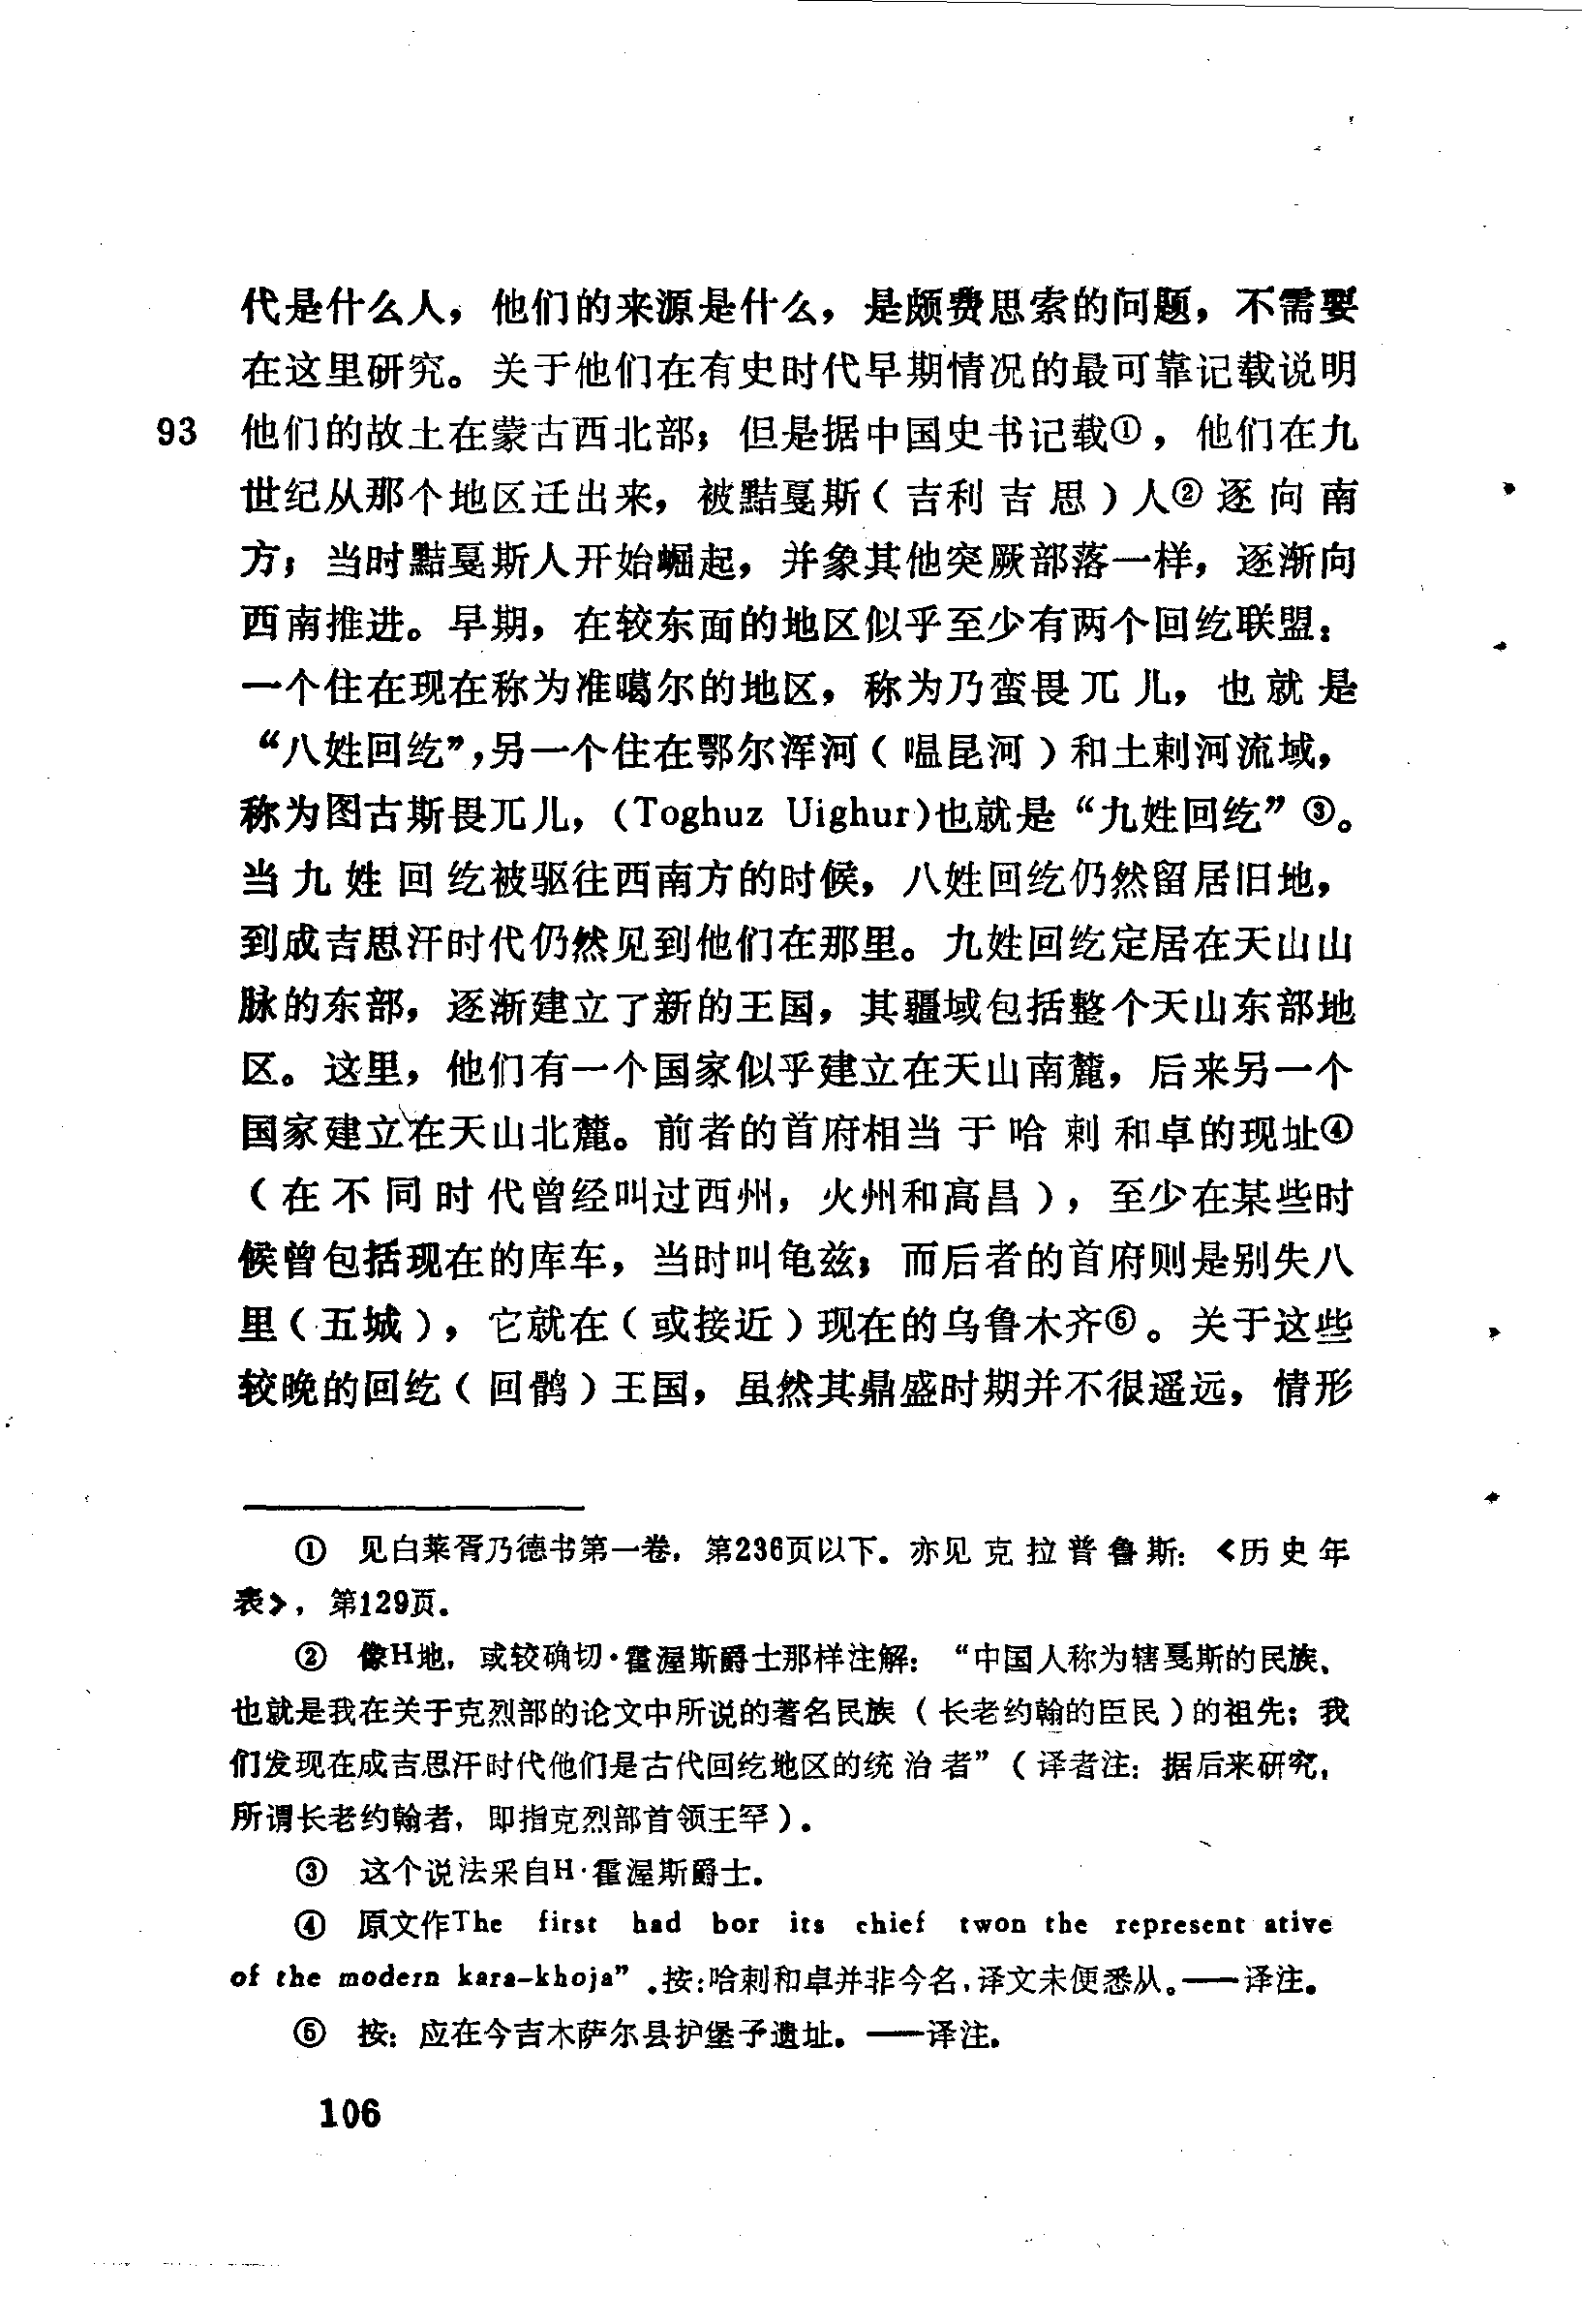 代是什么人，他们的来源是什么，是颇费思索的问题，不需要
在这里研究。关于他们在有史时代早期情况的最可靠记载说明
93 他们的故土在蒙古西北部；但是据中国史书记载①，他们在九
世纪从那个地区迁出来，被黠戛斯（吉利吉思）人②逐向南
方；当时黠戛斯人开始崛起，并象其他突厥部落一样，逐渐向
西南推进。早期，在较东面的地区似乎至少有两个回纥联盟：
一个住在现在称为准噶尔的地区，称为乃蛮畏兀儿，也就是
“八姓回纥”，另一个住在鄂尔浑河（嗢昆河）和土剌河流域，
称为图古斯畏兀儿，(Toghuz Uighur)也就是“九姓回纥”③。
当九姓回纥被驱往西南方的时候，八姓回纥仍然留居旧地，
到成吉思汗时代仍然见到他们在那里。九姓回纥定居在天山山
脉的东部，逐渐建立了新的王国，其疆域包括整个天山东部地
区。这里，他们有一个国家似乎建立在天山南麓，后来另一个
国家建立在天山北麓。前者的首府相当于哈剌和卓的现址④
（在不同时代曾经叫过西州，火州和高昌），至少在某些时
候曾包括现在的库车，当时叫龟兹；而后者的首府则是别失八
里（五城），它就在（或接近）现在的乌鲁木齐⑤。关于这些
较晚的回纥（回鹘）王国，虽然其鼎盛时期并不很遥远，情形
① 见白莱胥乃德书第一卷，第236页以下。亦见克拉普鲁斯：《历史年
表》，第129页。
② 像H地，或较确切·霍渥斯爵士那样注解：“中国人称为辖戛斯的民族、
也就是我在关于克烈部的论文中所说的著名民族（长老约翰的臣民）的祖先；我
们发现在成吉思汗时代他们是古代回纥地区的统治者”（译者注：据后来研究，
所谓长老约翰者，即指克烈部首领王罕）。
③ 这个说法采自H·霍渥斯爵士。
④ 原文作The first had bor its chief twon the represent ative
of the modern kara-khoja”.按：哈剌和卓并非今名，译文未便悉从。——译注。
⑤ 按：应在今吉木萨尔县护堡子遗址。——译注。
106